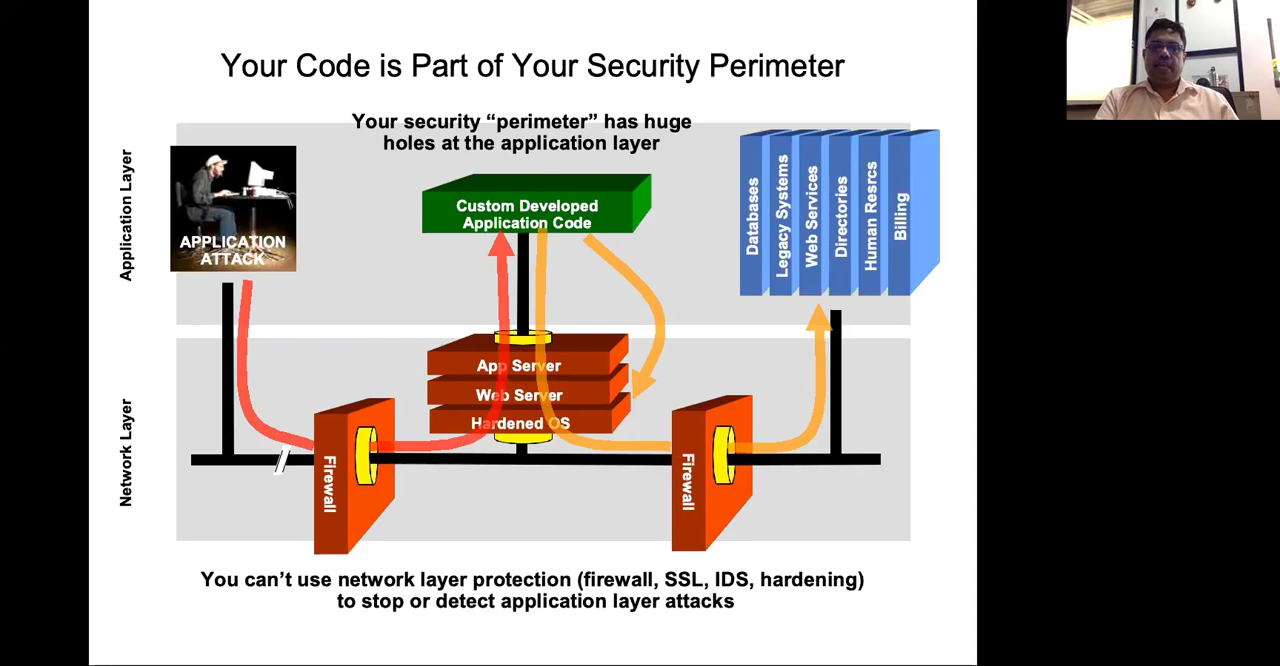 Your Code is Part of Your Security Perimeter
Your security “perimeter” has huge
holes at the application layer
Application Layer
APPLICATION
ATTACK
Custom Developed
Application Code
Databases
Legacy Systems
Web Services
Directories
Human Resrcs
Billing
Network Layer
App Server
Web Server
Hardened OS
Firewall
Firewall
You can’t use network layer protection (firewall, SSL, IDS, hardening)
to stop or detect application layer attacks